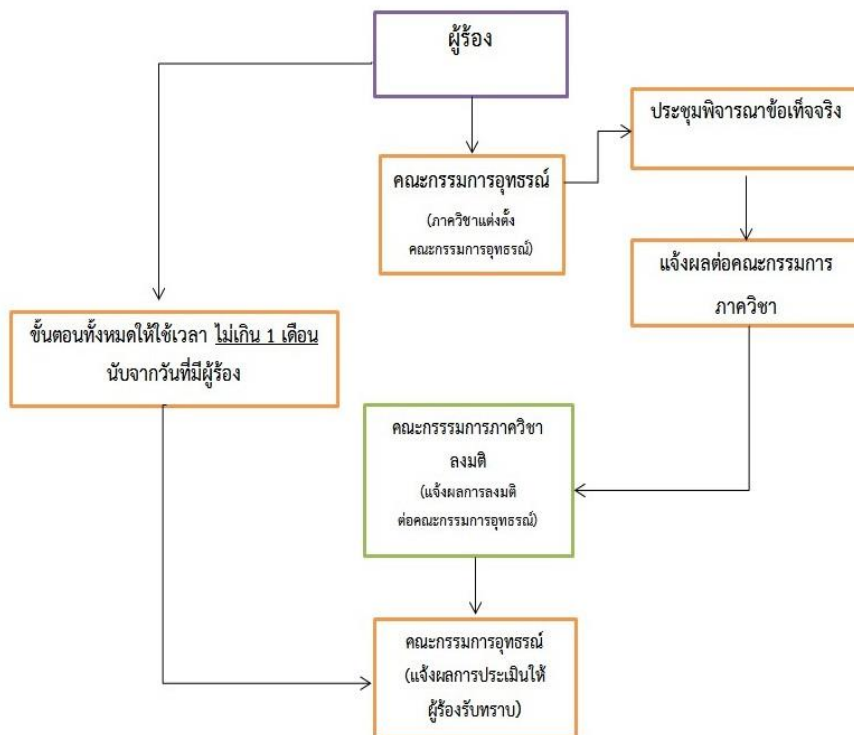 ผู้ร้อง
ประชุมพิจารณาข้อเท็จจริง
คณะกรรมการอุทธรณ์
(ภาควิชาแต่งตั้ง
คณะกรรมการอุทธรณ์)
แจ้งผลต่อคณะกรรมการ
ภาควิชา
ขั้นตอนทั้งหมดให้ใช้เวลา ไม่เกิน 1 เดือน
นับจากวันที่มีผู้ร้อง
คณะกรรรมการภาควิชา
ลงมติ
(แจ้งผลการลงมติ
ต่อคณะกรรมการอุทธรณ์)
คณะกรรมการอุทธรณ์
(แจ้งผลการประเมินให้
ผู้ร้องรับทราบ)